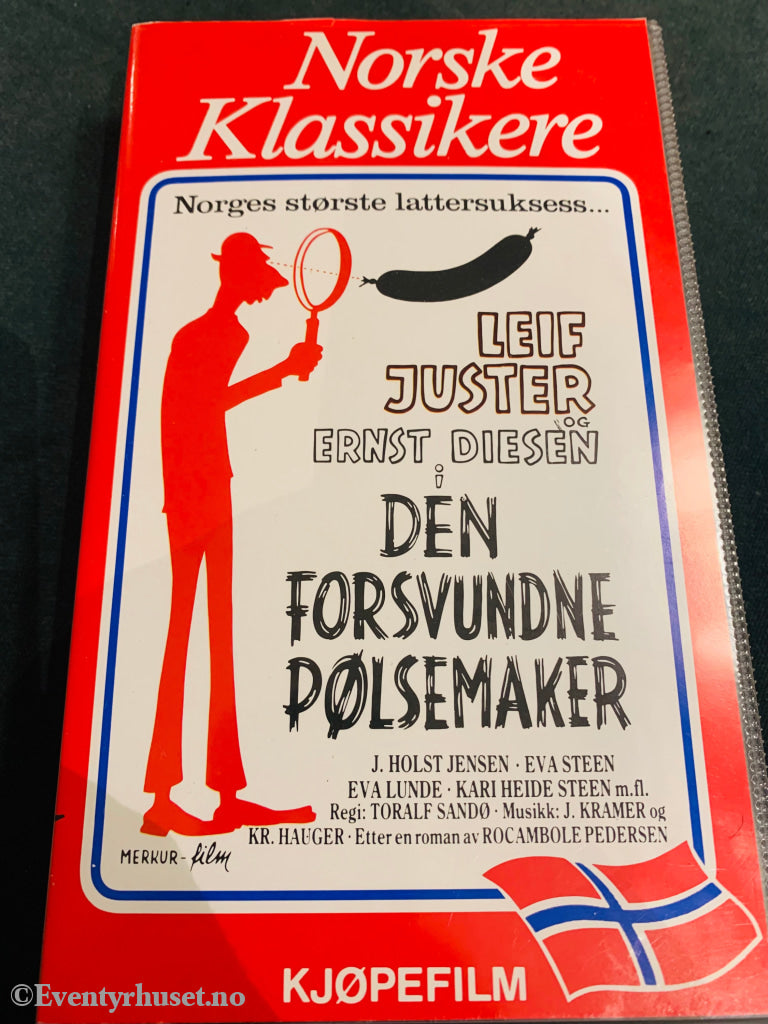 Norske
Klassikere
Norges største lattersuksess...
LEIF
JUSTER
OG
ERNST DIESEN
i
DEN
FORSVUNDNE
PØLSEMAKER
J. HOLST JENSEN · EVA STEEN
EVA LUNDE · KARI HEIDE STEEN m.fl.
Regi: TORALF SANDØ · Musikk: J. KRAMER og
KR. HAUGER · Etter en roman av ROCAMBOLE PEDERSEN
MERKUR-film
KJØPEFILM
©Eventyrhuset.no